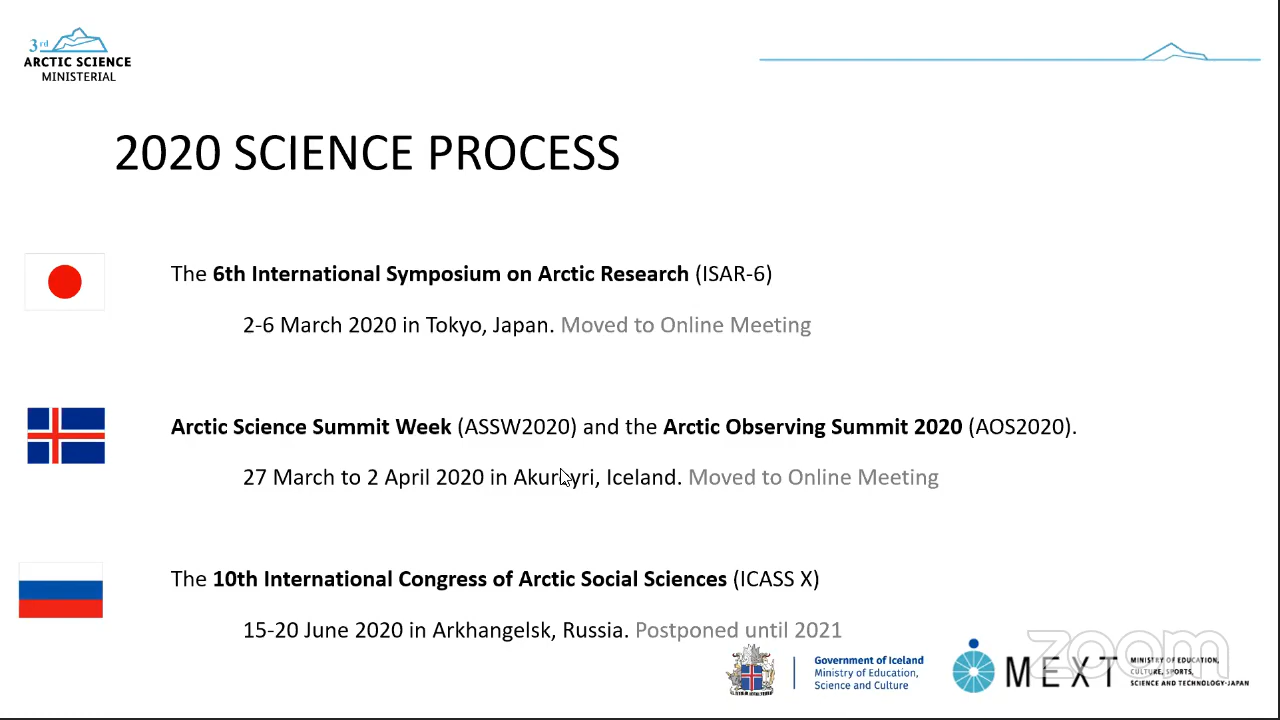 3rd
ARCTIC SCIENCE
MINISTERIAL
2020 SCIENCE PROCESS
The 6th International Symposium on Arctic Research (ISAR-6)
2-6 March 2020 in Tokyo, Japan. Moved to Online Meeting
Arctic Science Summit Week (ASSW2020) and the Arctic Observing Summit 2020 (AOS2020).
27 March to 2 April 2020 in Akureyri, Iceland. Moved to Online Meeting
The 10th International Congress of Arctic Social Sciences (ICASS X)
15-20 June 2020 in Arkhangelsk, Russia. Postponed until 2021
Government of Iceland
Ministry of Education,
Science and Culture
MEXT
MINISTRY OF EDUCATION,
CULTURE, SPORTS,
SCIENCE AND TECHNOLOGY-JAPAN
zoom